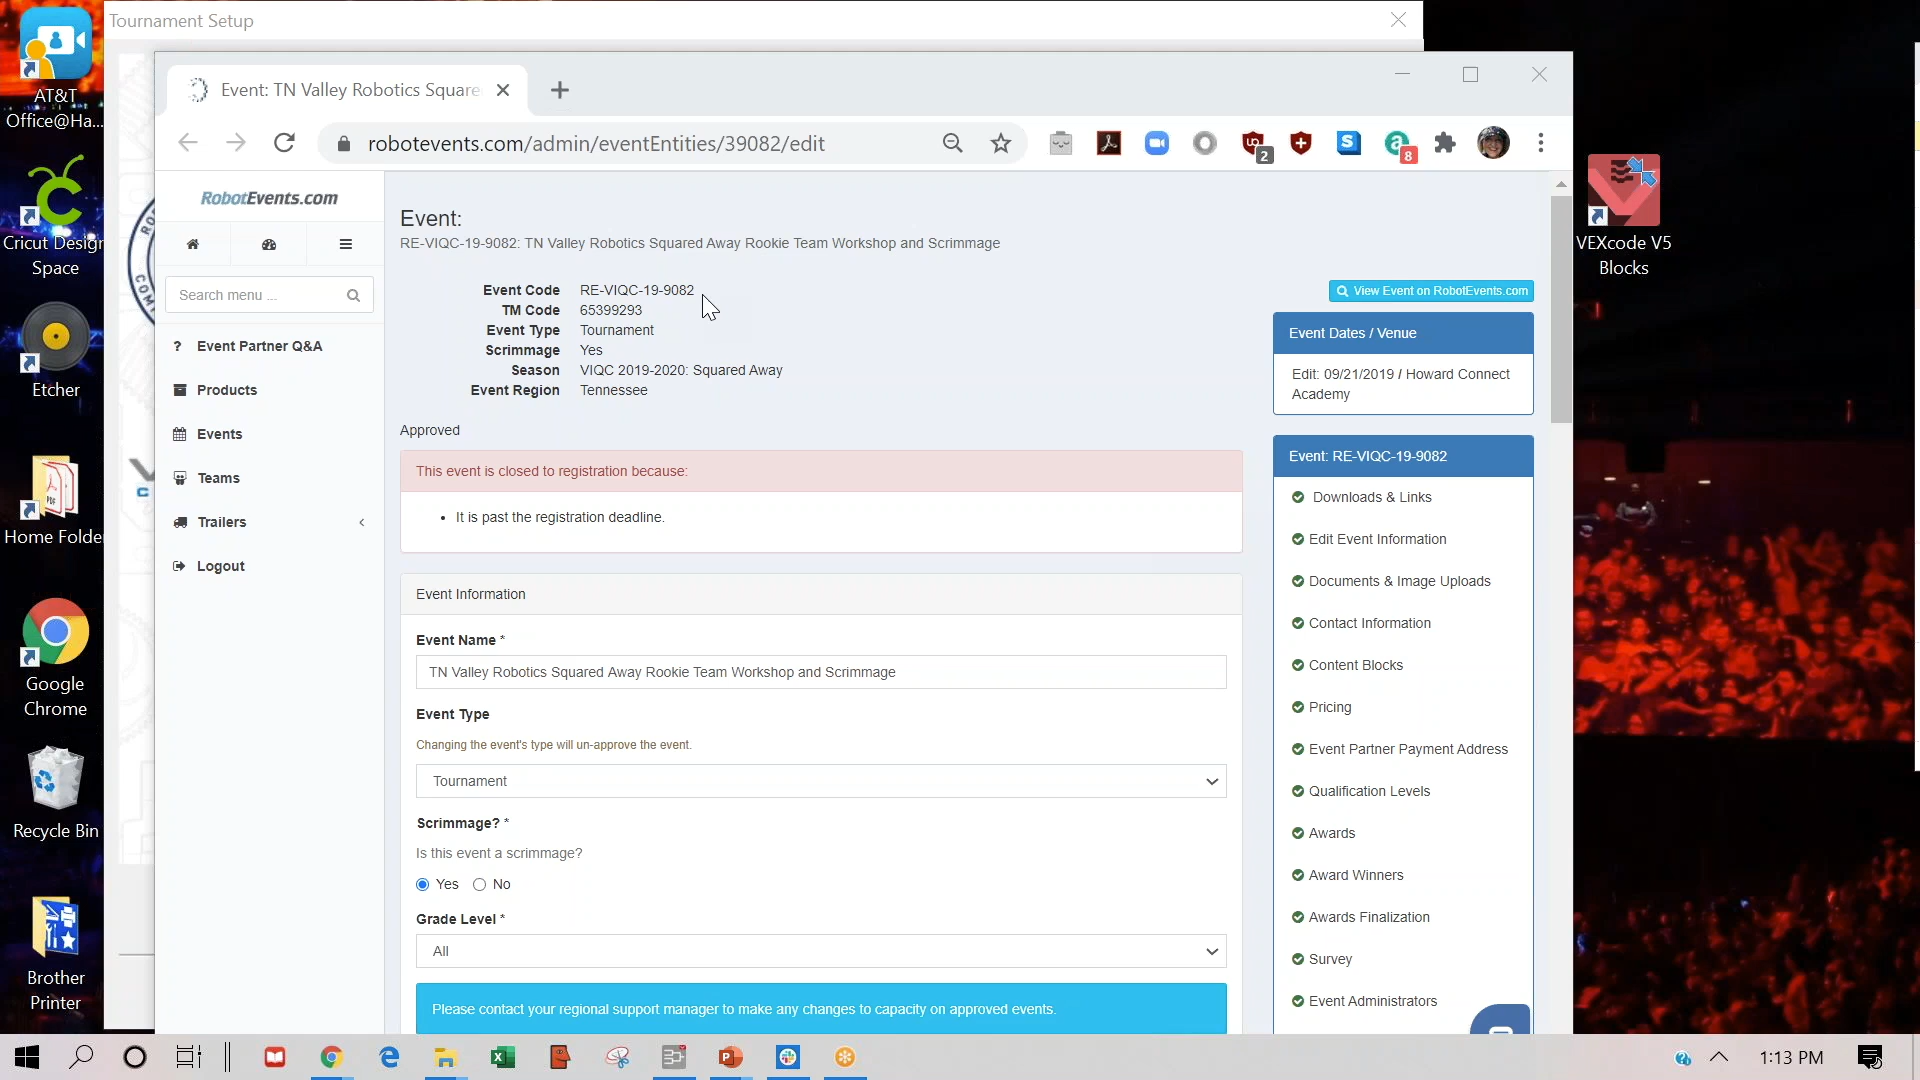 Tournament Setup
AT&T
Office@Ha...
Cricut Design
Space
Etcher
Home Folder
Google
Chrome
Recycle Bin
Brother
Printer
VEXcode V5
Blocks
Event: TN Valley Robotics Square
robotevents.com/admin/eventEntities/39082/edit
2
8
RobotEvents.com
Search menu ...
Event Partner Q&A
Products
Events
Teams
Trailers
Logout
Event:
RE-VIQC-19-9082: TN Valley Robotics Squared Away Rookie Team Workshop and Scrimmage
Event Code RE-VIQC-19-9082
TM Code 65399293
Event Type Tournament
Scrimmage Yes
Season VIQC 2019-2020: Squared Away
Event Region Tennessee
Approved
This event is closed to registration because:
It is past the registration deadline.
Event Information
Event Name *
TN Valley Robotics Squared Away Rookie Team Workshop and Scrimmage
Event Type
Changing the event's type will un-approve the event.
Tournament
Scrimmage? *
Is this event a scrimmage?
Yes No
Grade Level *
All
Please contact your regional support manager to make any changes to capacity on approved events.
View Event on RobotEvents.com
Event Dates / Venue
Edit: 09/21/2019 / Howard Connect
Academy
Event: RE-VIQC-19-9082
Downloads & Links
Edit Event Information
Documents & Image Uploads
Contact Information
Content Blocks
Pricing
Event Partner Payment Address
Qualification Levels
Awards
Award Winners
Awards Finalization
Survey
Event Administrators
1:13 PM